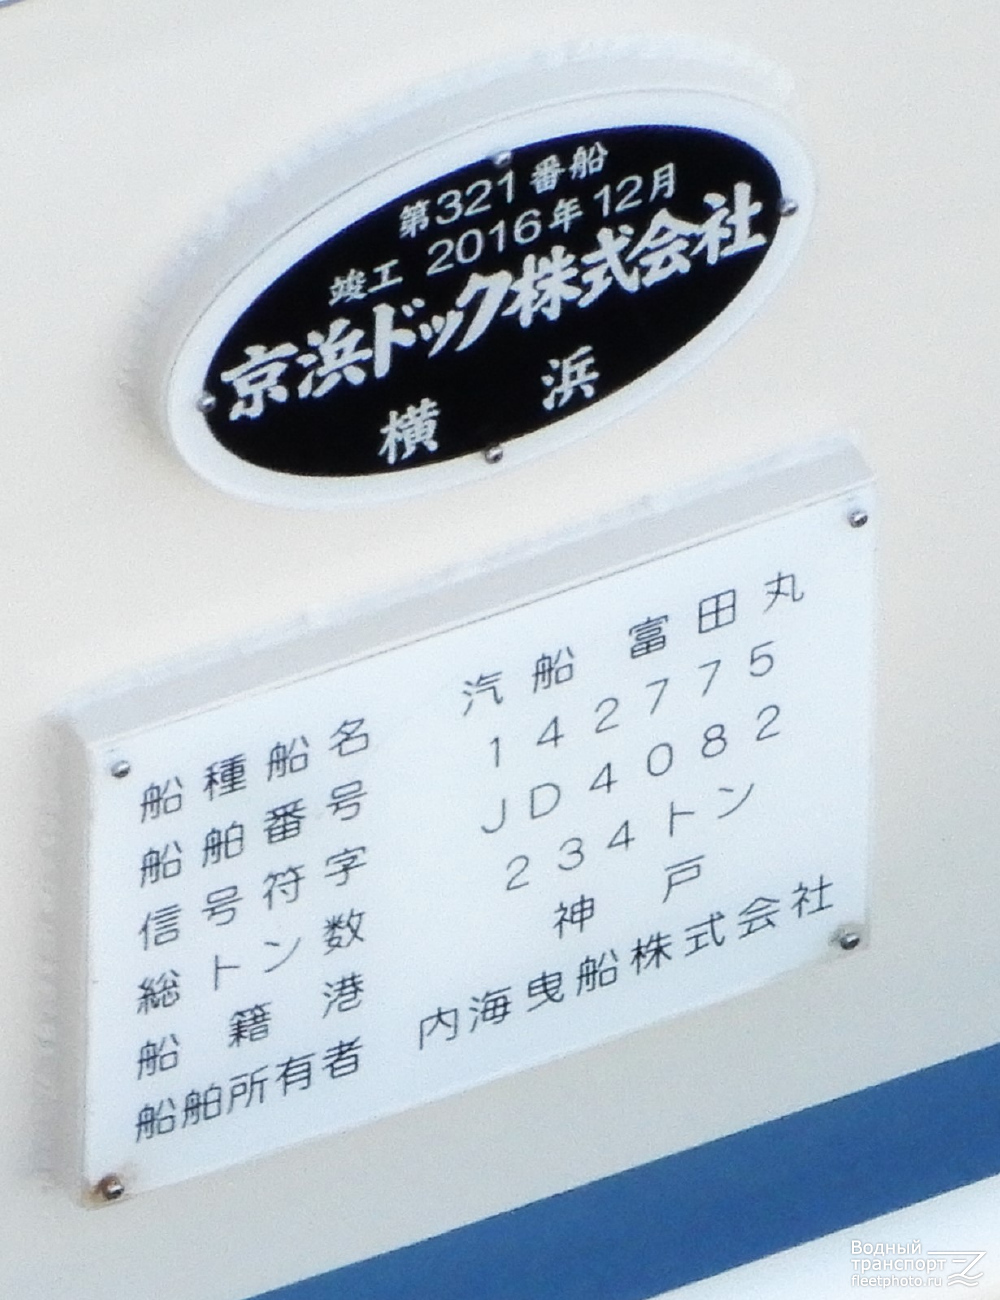 第321番船
竣工 2016年12月
京浜ドック株式会社
横浜
船種船名 汽船 富田丸
船舶番号 142775
信号符字 JD4082
総トン数 234トン
船籍港 神戸
船舶所有者 内海曳船株式会社
Водный
транспорт
fleetphoto.ru